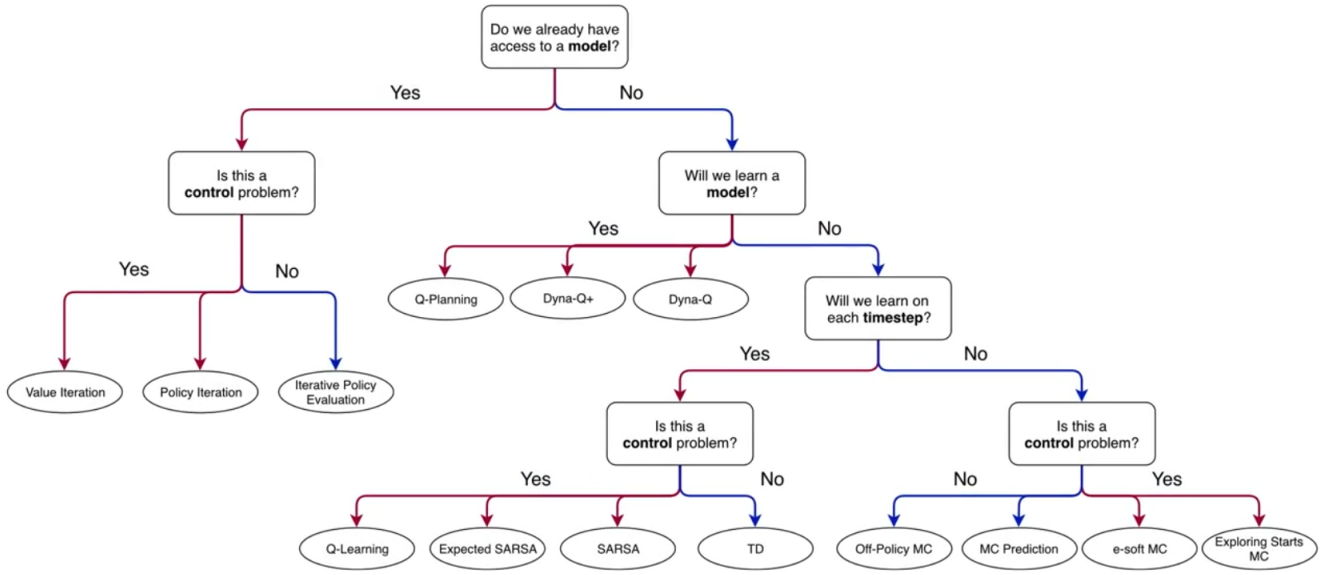 Do we already have
access to a model?
Yes
No
Is this a
control problem?
Will we learn a
model?
Yes
No
Yes
No
Q-Planning
Dyna-Q+
Dyna-Q
Will we learn on
each timestep?
Yes
No
Value Iteration
Policy Iteration
Iterative Policy
Evaluation
Is this a
control problem?
Is this a
control problem?
Yes
No
No
Yes
Q-Learning
Expected SARSA
SARSA
TD
Off-Policy MC
MC Prediction
e-soft MC
Exploring Starts
MC